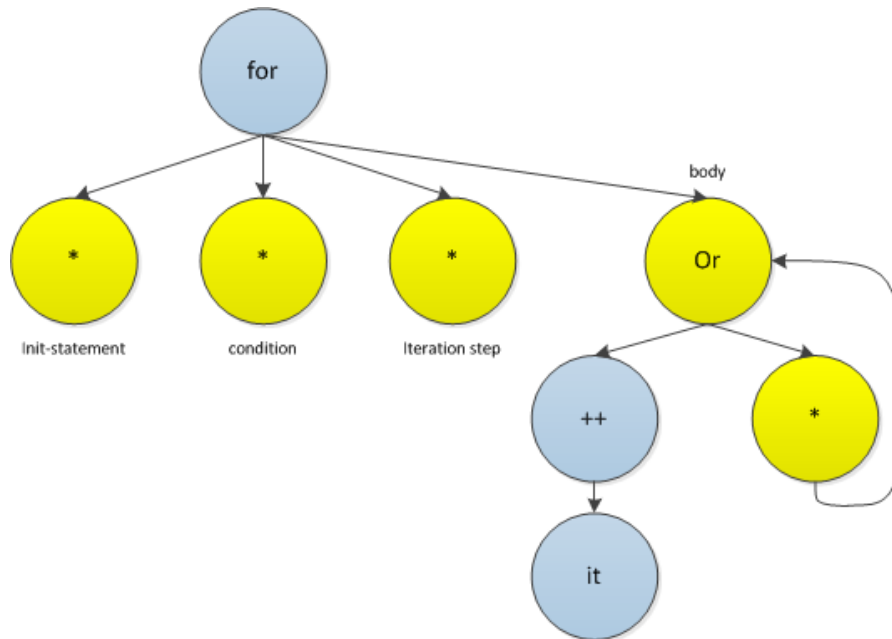 for
body
*
*
*
Or
Init-statement
condition
Iteration step
++
*
it